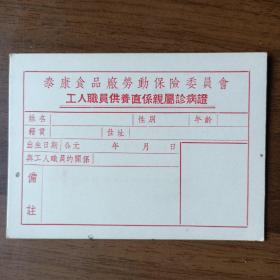 泰康食品廠勞動保險委員會
工人職員供養直係親屬診病證
姓名 性別 年齡
籍貫 住址
出生日期 公元 年 月 日
與工人職員的關係
備註